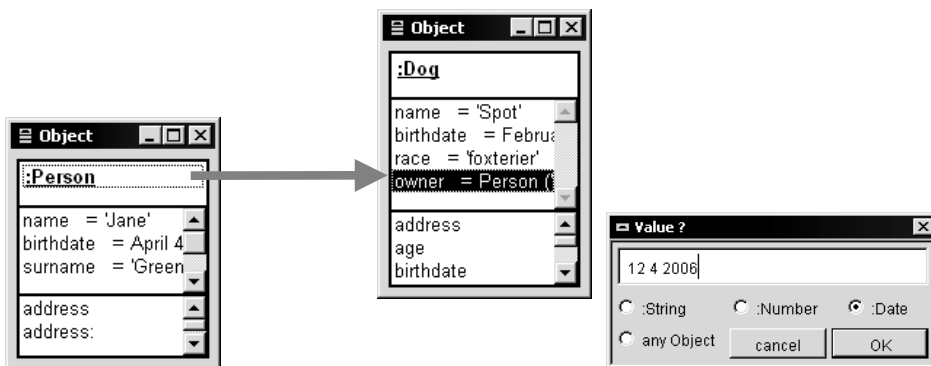 Object
:Person
name = 'Jane'
birthdate = April 4
surname = 'Green
address
address:
Object
:Dog
name = 'Spot'
birthdate = Februa
race = 'foxterier'
owner = Person (
address
age
birthdate
Value ?
12 4 2006
:String :Number :Date
any Object cancel OK